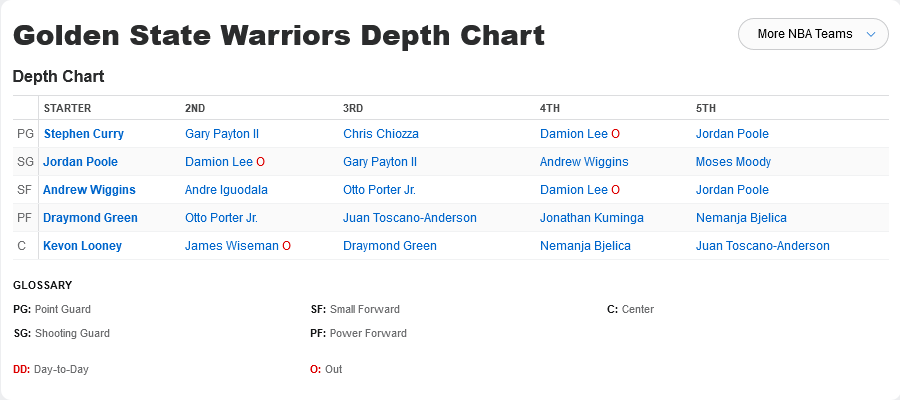 Golden State Warriors Depth Chart
More NBA Teams
Depth Chart
STARTER 2ND 3RD 4TH 5TH
PG Stephen Curry Gary Payton II Chris Chiozza Damion Lee O Jordan Poole
SG Jordan Poole Damion Lee O Gary Payton II Andrew Wiggins Moses Moody
SF Andrew Wiggins Andre Iguodala Otto Porter Jr. Damion Lee O Jordan Poole
PF Draymond Green Otto Porter Jr. Juan Toscano-Anderson Jonathan Kuminga Nemanja Bjelica
C Kevon Looney James Wiseman O Draymond Green Nemanja Bjelica Juan Toscano-Anderson
GLOSSARY
PG: Point Guard SF: Small Forward C: Center
SG: Shooting Guard PF: Power Forward
DD: Day-to-Day O: Out